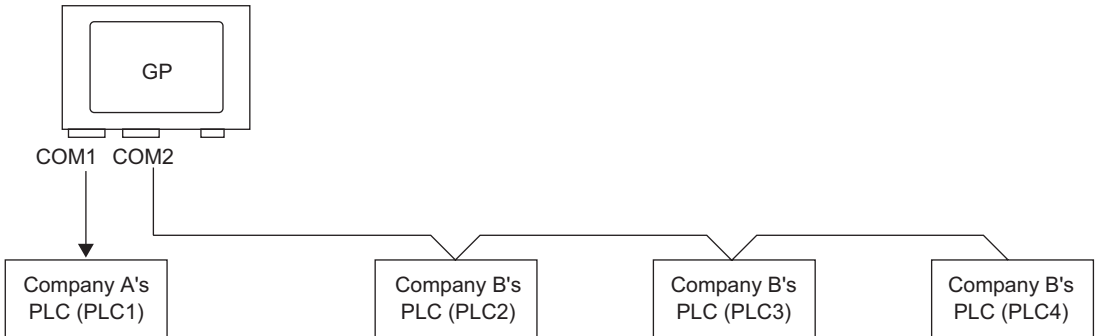 GP
COM1 COM2
Company A's
PLC (PLC1)
Company B's
PLC (PLC2)
Company B's
PLC (PLC3)
Company B's
PLC (PLC4)